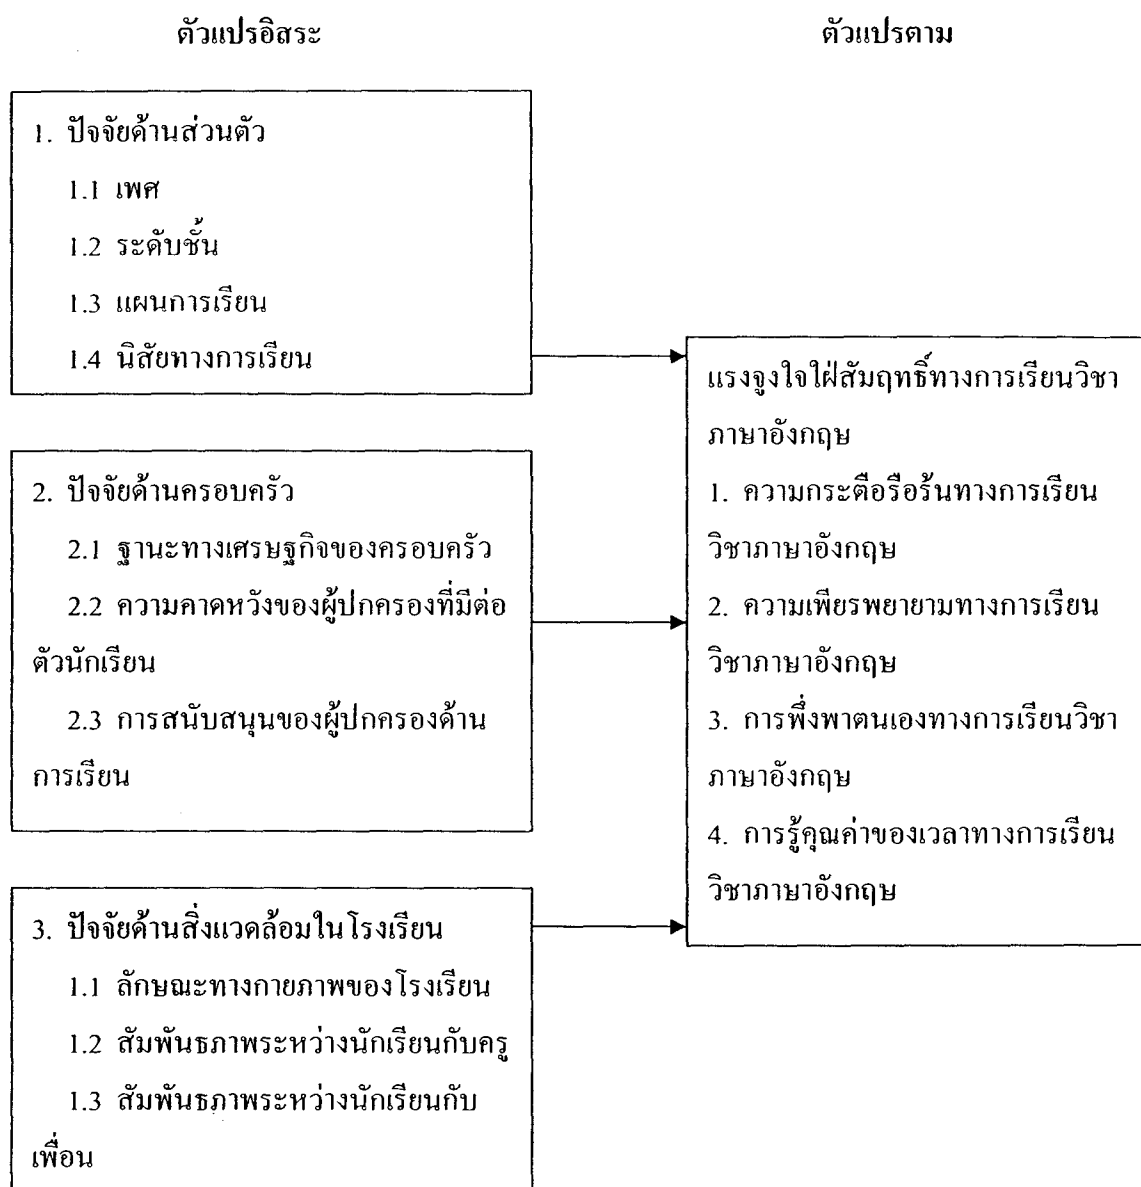 ตัวแปรอิสระ
ตัวแปรตาม
1. ปัจจัยด้านส่วนตัว
1.1 เพศ
1.2 ระดับชั้น
1.3 แผนการเรียน
1.4 นิสัยทางการเรียน
2. ปัจจัยด้านครอบครัว
2.1 ฐานะทางเศรษฐกิจของครอบครัว
2.2 ความคาดหวังของผู้ปกครองที่มีต่อ
ตัวนักเรียน
2.3 การสนับสนุนของผู้ปกครองด้าน
การเรียน
3. ปัจจัยด้านสิ่งแวดล้อมในโรงเรียน
1.1 ลักษณะทางกายภาพของโรงเรียน
1.2 สัมพันธภาพระหว่างนักเรียนกับครู
1.3 สัมพันธภาพระหว่างนักเรียนกับ
เพื่อน
แรงจูงใจใฝ่สัมฤทธิ์ทางการเรียนวิชา
ภาษาอังกฤษ
1. ความกระตือรือร้นทางการเรียน
วิชาภาษาอังกฤษ
2. ความเพียรพยายามทางการเรียน
วิชาภาษาอังกฤษ
3. การพึ่งพาตนเองทางการเรียนวิชา
ภาษาอังกฤษ
4. การรู้คุณค่าของเวลาทางการเรียน
วิชาภาษาอังกฤษ